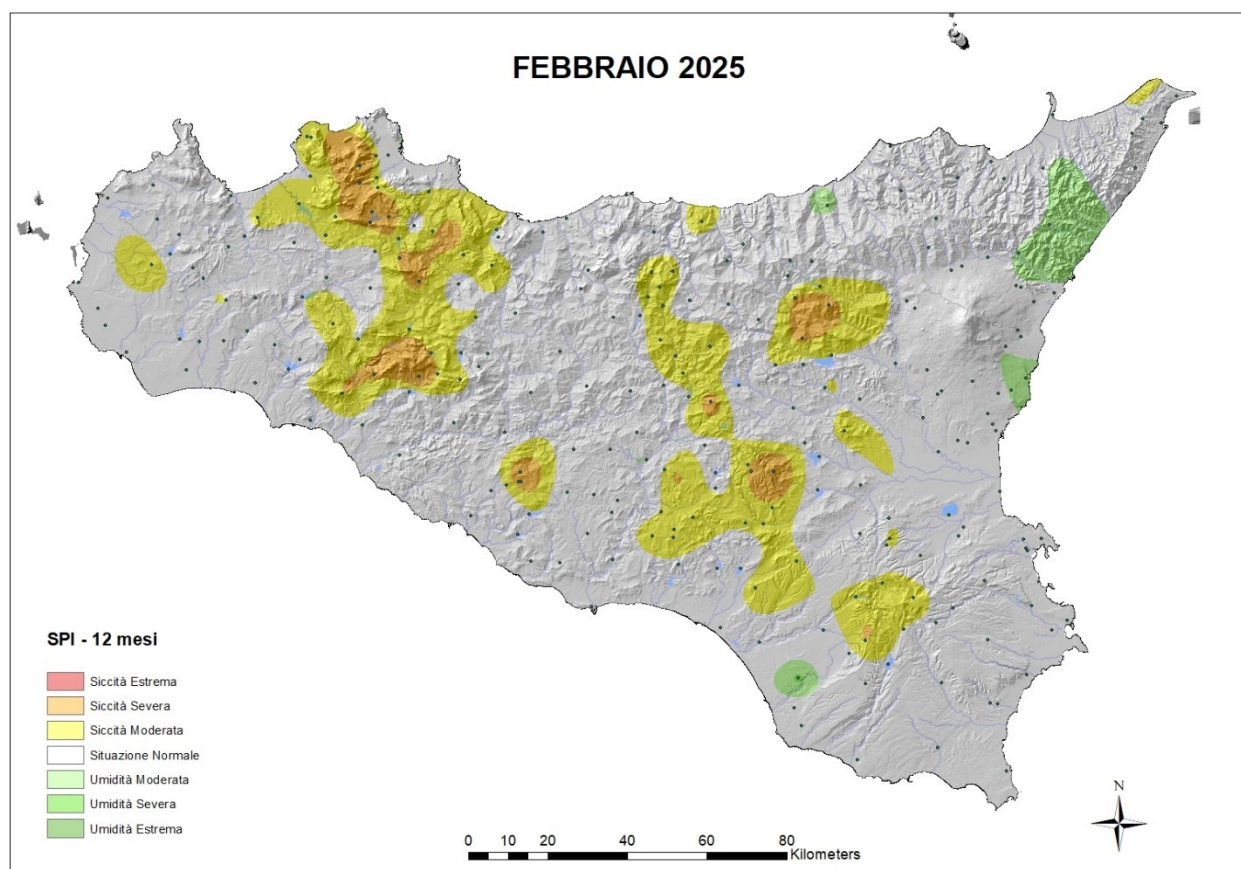 FEBBRAIO 2025
SPI - 12 mesi
Siccità Estrema
Siccità Severa
Siccità Moderata
Situazione Normale
Umidità Moderata
Umidità Severa
Umidità Estrema
N
0 10 20 40 60 80
Kilometers